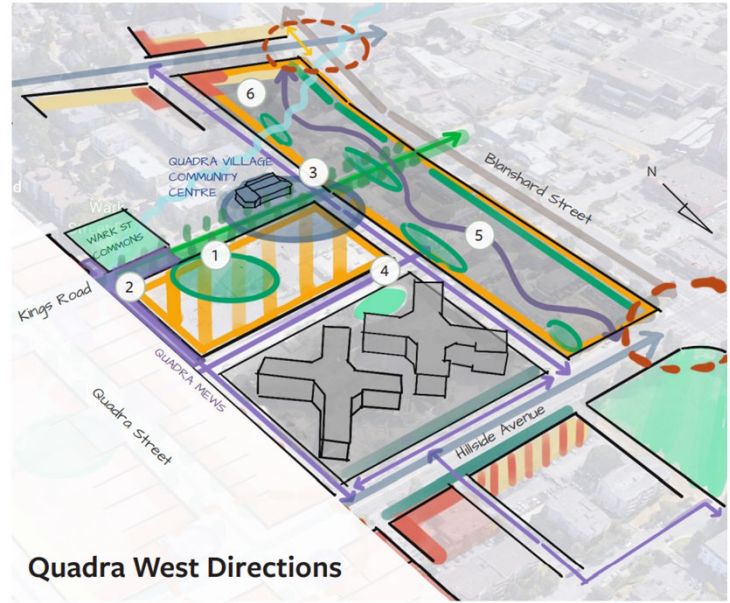 6
N
QUADRA VILLAGE
COMMUNITY
CENTRE
3
Blanshard Street
d
WARK ST
COMMONS
1
5
4
2
Kings Road
QUADRA MEWS
Quadra Street
Hillside Avenue
Quadra West Directions